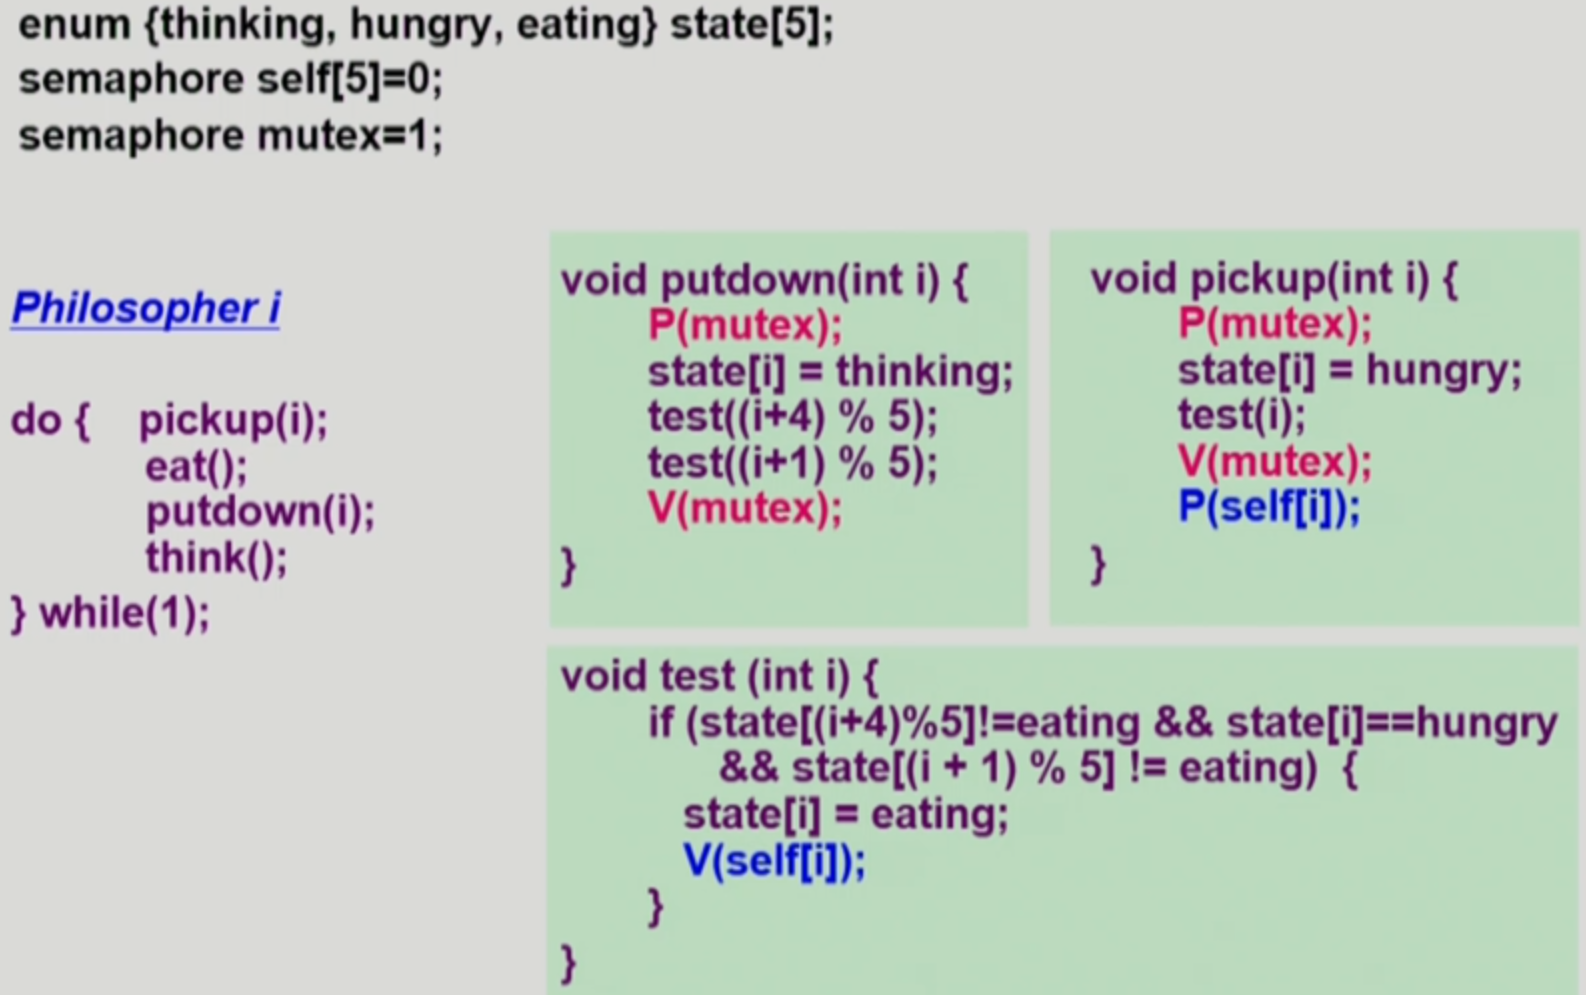 enum {thinking, hungry, eating} state[5];
semaphore self[5]=0;
semaphore mutex=1;
Philosopher i
do { pickup(i);
eat();
putdown(i);
think();
} while(1);
void putdown(int i) {
P(mutex);
state[i] = thinking;
test((i+4) % 5);
test((i+1) % 5);
V(mutex);
}
void pickup(int i) {
P(mutex);
state[i] = hungry;
test(i);
V(mutex);
P(self[i]);
}
void test (int i) {
if (state[(i+4)%5]!=eating && state[i]==hungry
&& state[(i + 1) % 5] != eating) {
state[i] = eating;
V(self[i]);
}
}